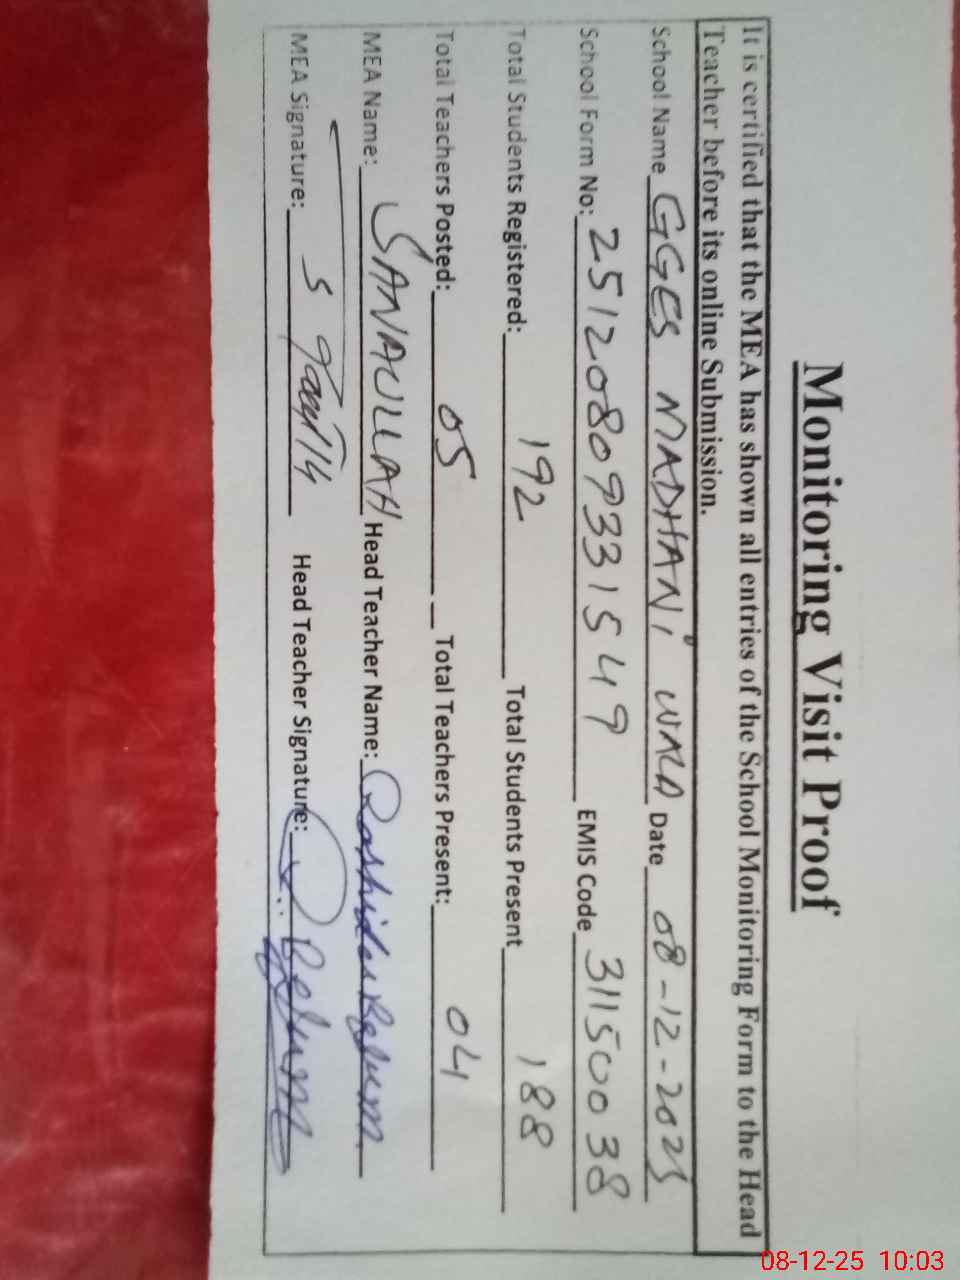 Monitoring Visit Proof
It is certified that the MEA has shown all entries of the School Monitoring Form to the Head
Teacher before its online Submission.
School Name GGES MADHANi WALA Date 08-12-2025
School Form No: 25120809331549 EMIS Code 31150038
Total Students Registered: 192 Total Students Present 188
Total Teachers Posted: 05 Total Teachers Present: 04
MEA Name: SANAULLAH Head Teacher Name: Rashida Begum
MEA Signature: Head Teacher Signature:
08-12-25 10:03